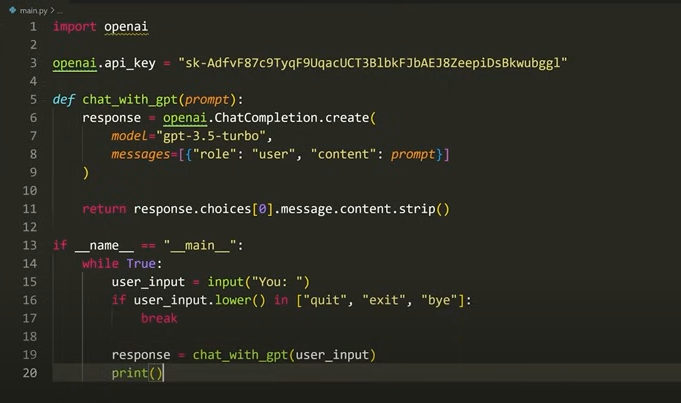 main.py > ...
1 import openai
2
3 openai.api_key = "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"
4
5 def chat_with_gpt(prompt):
6     response = openai.ChatCompletion.create(
7         model="gpt-3.5-turbo",
8         messages=[{"role": "user", "content": prompt}]
9     )
10
11     return response.choices[0].message.content.strip()
12
13 if __name__ == "__main__":
14     while True:
15         user_input = input("You: ")
16         if user_input.lower() in ["quit", "exit", "bye"]:
17             break
18
19         response = chat_with_gpt(user_input)
20         print()